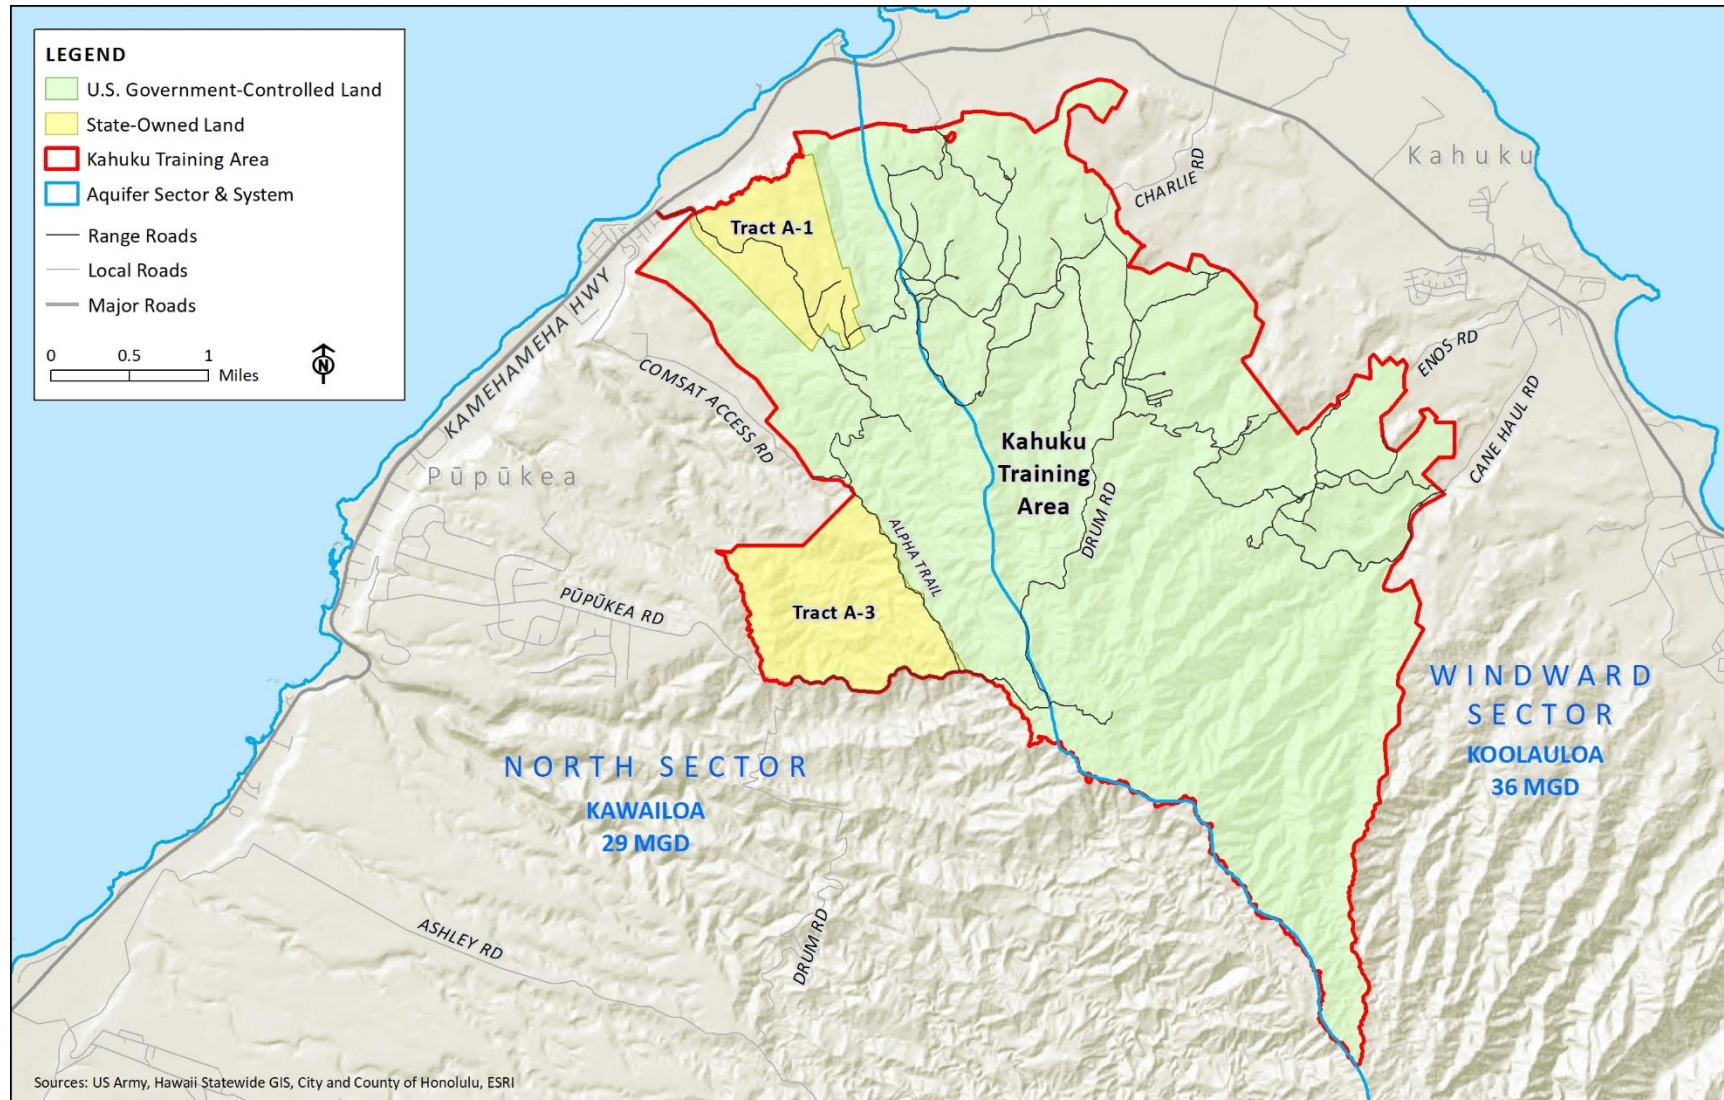 LEGEND
U.S. Government-Controlled Land
State-Owned Land
Kahuku Training Area
Aquifer Sector & System
Range Roads
Local Roads
Major Roads
0 0.5 1
Miles
N
Kahuku
CHARLIE RD
Tract A-1
KAMEHAMEHA HWY
COMSAT ACCESS RD
ENOS RD
CANE HAUL RD
Pūpūkea
Kahuku
Training
Area
DRUM RD
ALPHA TRAIL
PŪPŪKEA RD
Tract A-3
WINDWARD
SECTOR
KOOLAULOA
36 MGD
NORTH SECTOR
KAWAILOA
29 MGD
ASHLEY RD
DRUM RD
Sources: US Army, Hawaii Statewide GIS, City and County of Honolulu, ESRI